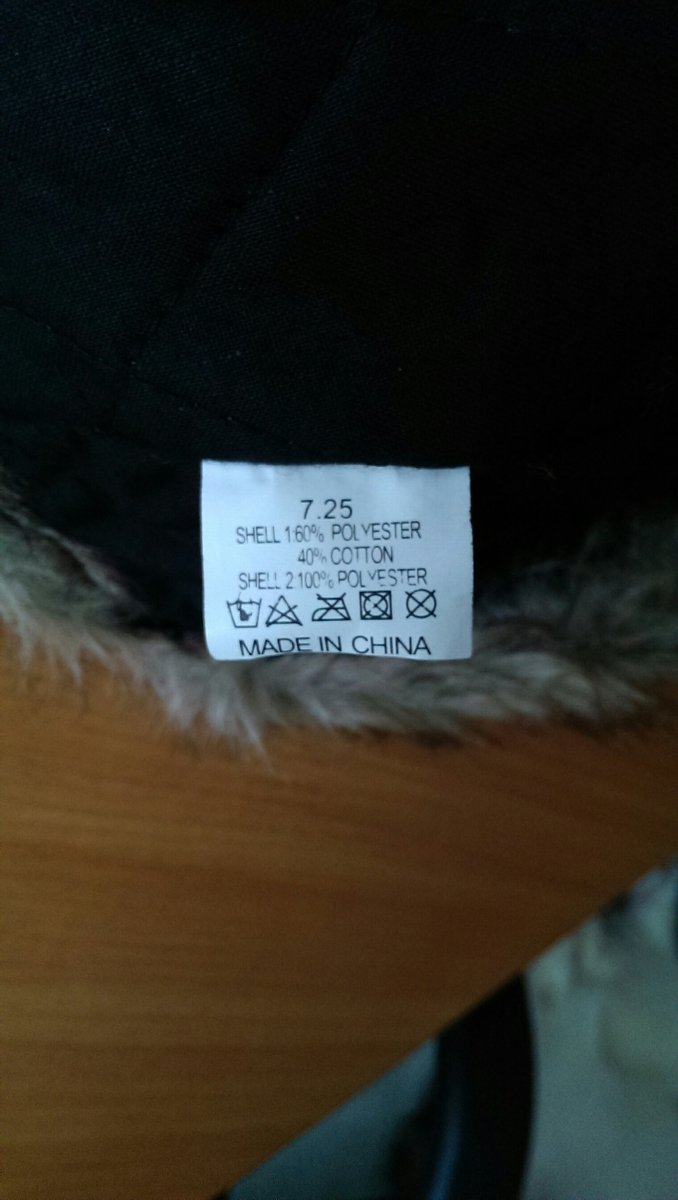 7.25
SHELL 1:60% POLYESTER
40% COTTON
SHELL 2:100% POLYESTER
MADE IN CHINA